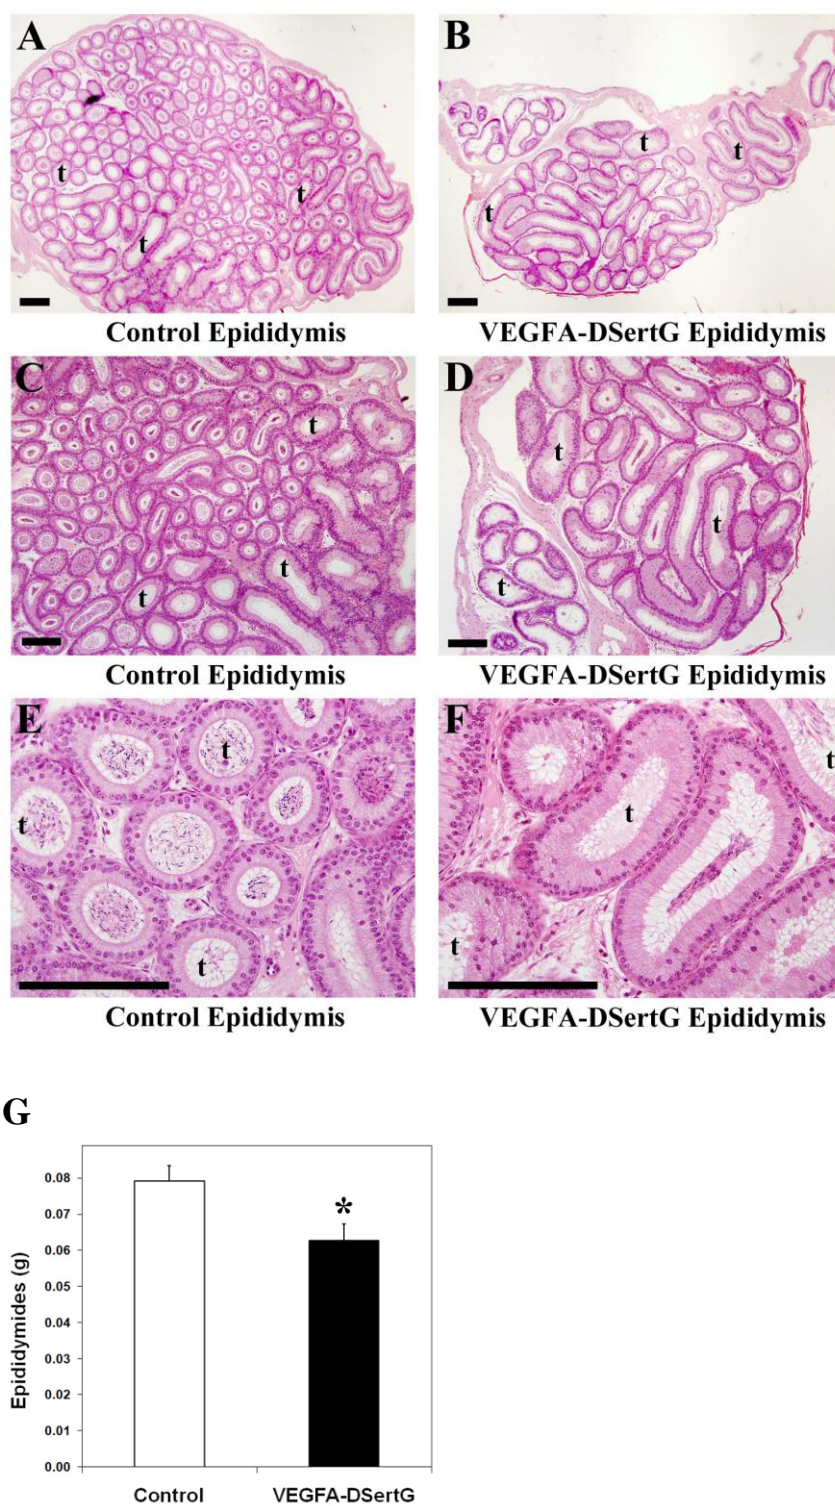 A
B
t
t
t
t
t
t
Control Epididymis
VEGFA-DSertG Epididymis
C
D
t
t
t
t
t
t
Control Epididymis
VEGFA-DSertG Epididymis
E
F
t
t
t
t
t
t
Control Epididymis
VEGFA-DSertG Epididymis
G
Epididymides (g)
0.08
0.07
0.06
0.05
0.04
0.03
0.02
0.01
0.00
*
Control
VEGFA-DSertG